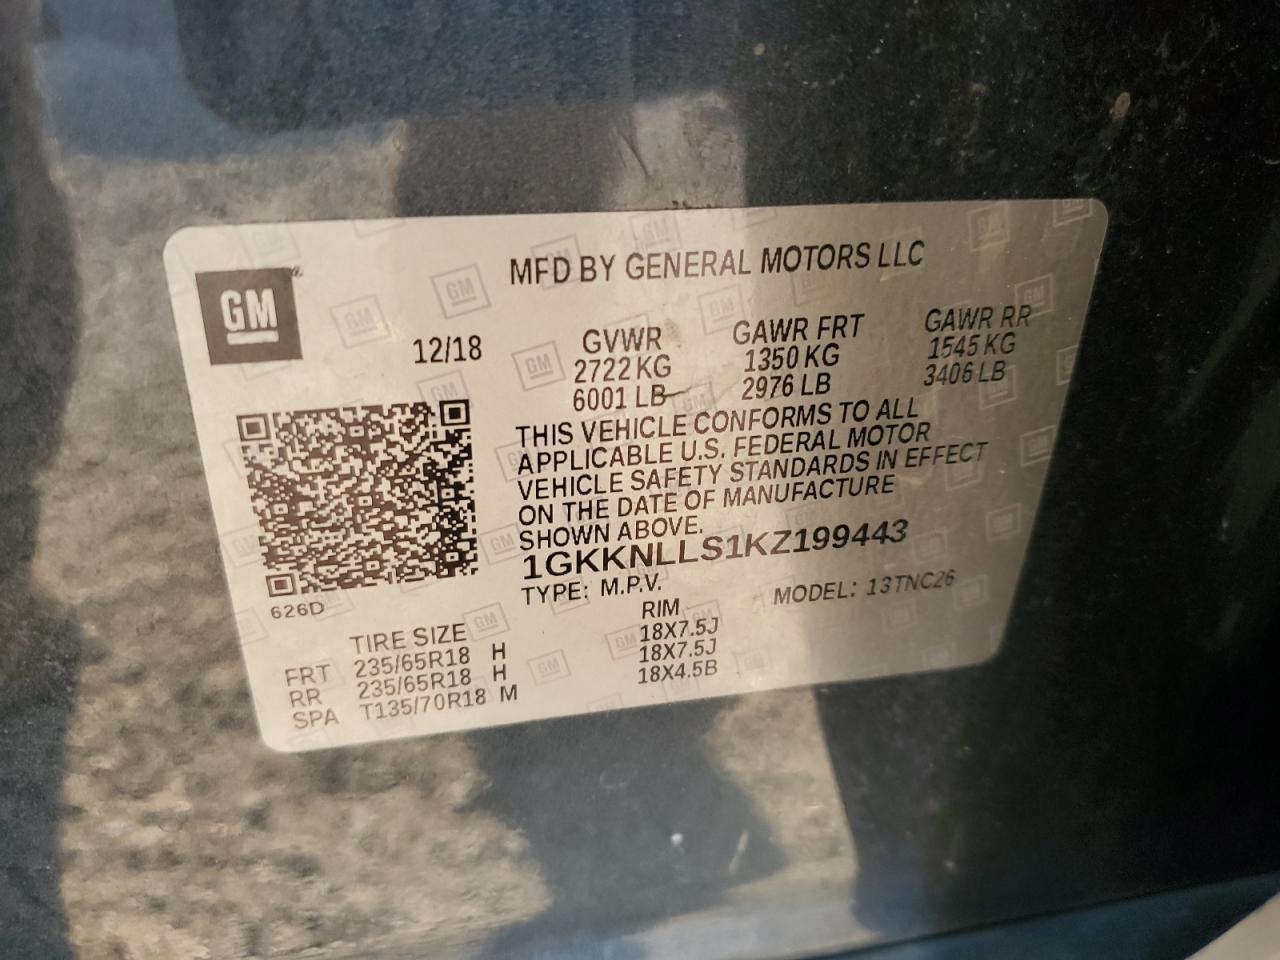 GM
MFD BY GENERAL MOTORS LLC
12/18
GVWR GAWR FRT GAWR RR
2722 KG 1350 KG 1545 KG
6001 LB 2976 LB 3406 LB
THIS VEHICLE CONFORMS TO ALL
APPLICABLE U.S. FEDERAL MOTOR
VEHICLE SAFETY STANDARDS IN EFFECT
ON THE DATE OF MANUFACTURE
SHOWN ABOVE.
1GKKNLLS1KZ199443
TYPE: M.P.V. MODEL: 13TNC26
626D
TIRE SIZE RIM
FRT 235/65R18 H 18X7.5J
RR 235/65R18 H 18X7.5J
SPA T135/70R18 M 18X4.5B